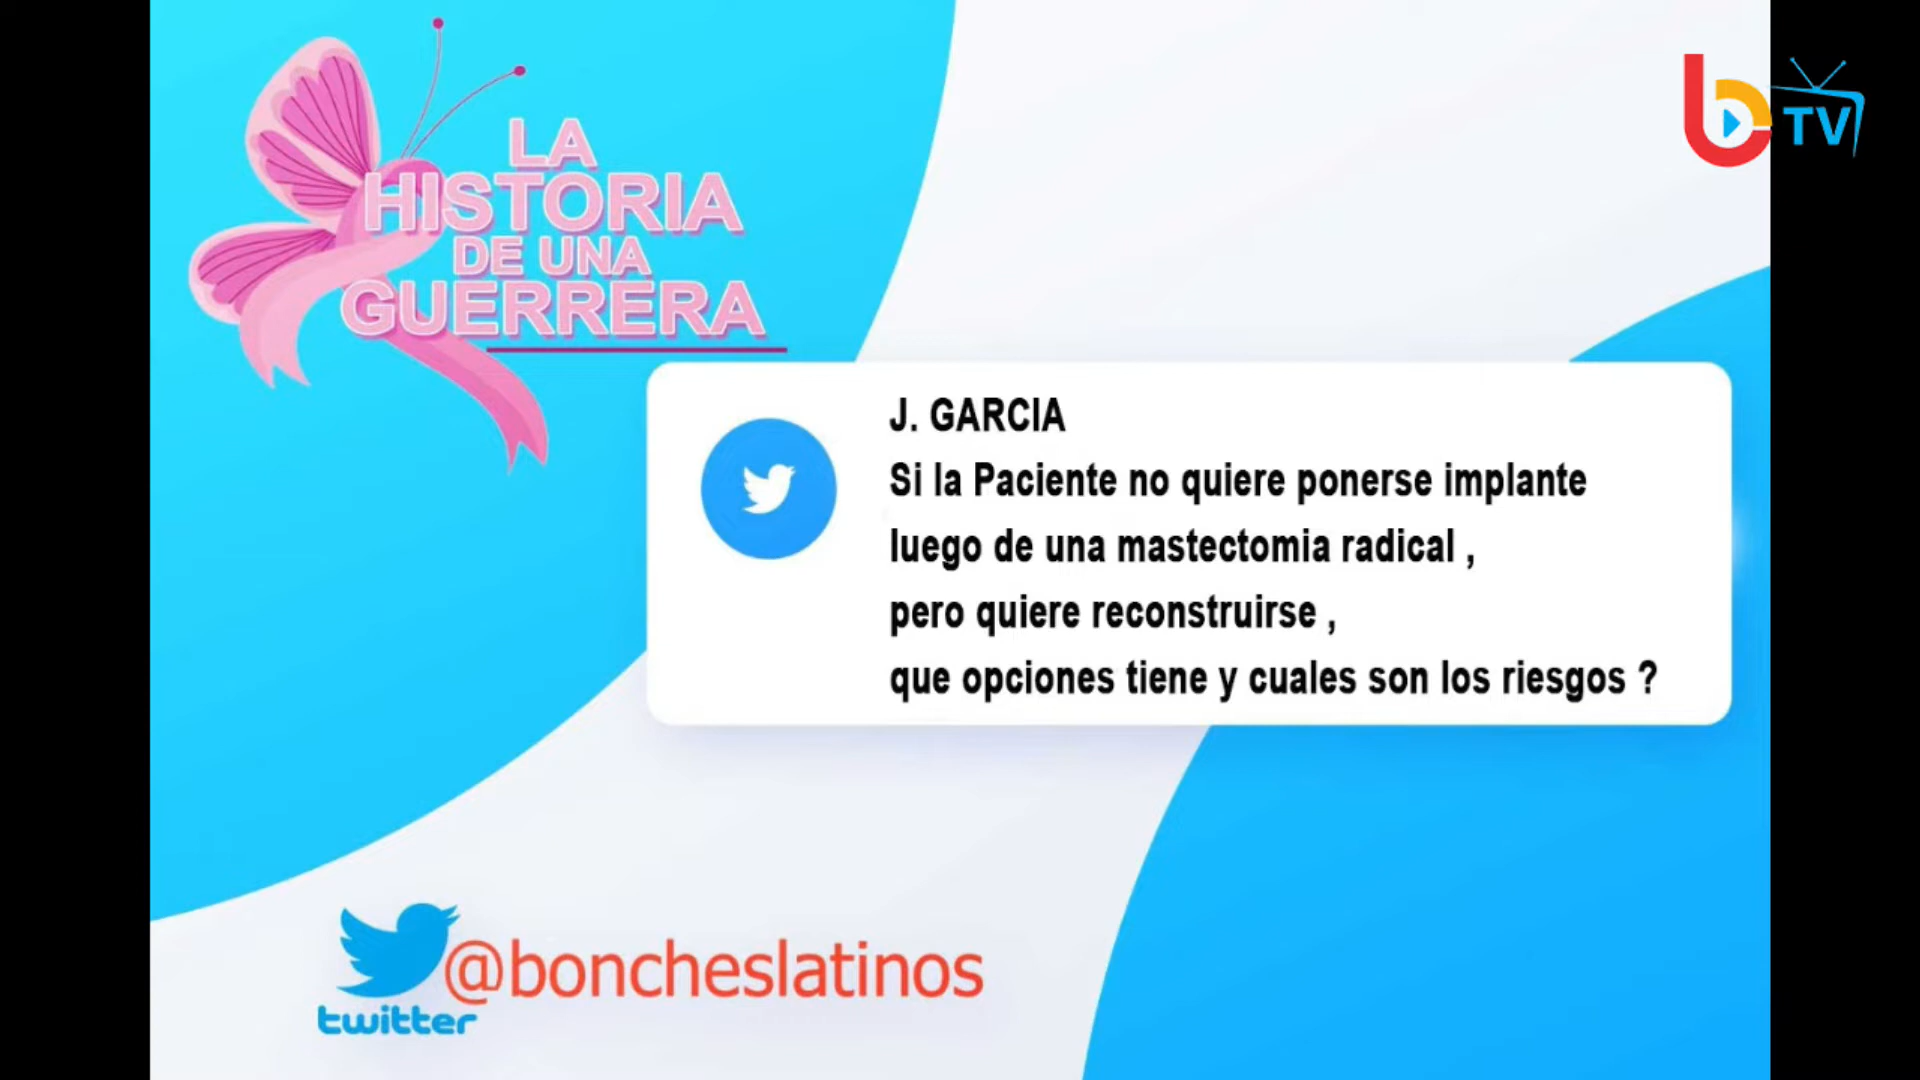 LA
HISTORIA
DE UNA
GUERRERA
b TV
J. GARCIA
Si la Paciente no quiere ponerse implante
luego de una mastectomia radical ,
pero quiere reconstruirse ,
que opciones tiene y cuales son los riesgos ?
@boncheslatinos
twitter